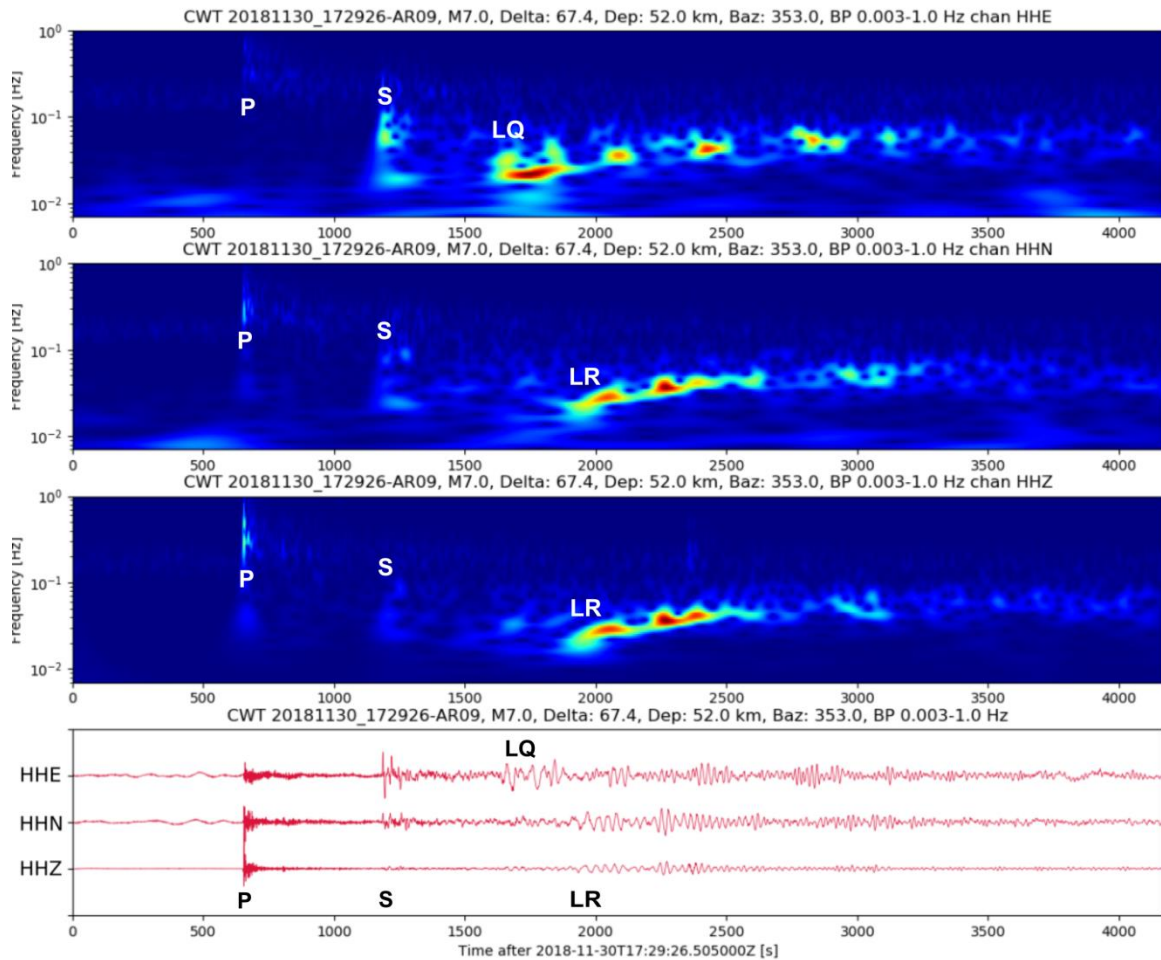 CWT 20181130_172926-AR09, M7.0, Delta: 67.4, Dep: 52.0 km, Baz: 353.0, BP 0.003-1.0 Hz chan HHE
10⁰
10⁻¹
10⁻²
Frequency [Hz]
P
S
LQ
0 500 1000 1500 2000 2500 3000 3500 4000
CWT 20181130_172926-AR09, M7.0, Delta: 67.4, Dep: 52.0 km, Baz: 353.0, BP 0.003-1.0 Hz chan HHN
10⁰
10⁻¹
10⁻²
Frequency [Hz]
P
S
LR
0 500 1000 1500 2000 2500 3000 3500 4000
CWT 20181130_172926-AR09, M7.0, Delta: 67.4, Dep: 52.0 km, Baz: 353.0, BP 0.003-1.0 Hz chan HHZ
10⁰
10⁻¹
10⁻²
Frequency [Hz]
P
S
LR
0 500 1000 1500 2000 2500 3000 3500 4000
CWT 20181130_172926-AR09, M7.0, Delta: 67.4, Dep: 52.0 km, Baz: 353.0, BP 0.003-1.0 Hz
LQ
HHE
HHN
HHZ
P S LR
0 500 1000 1500 2000 2500 3000 3500 4000
Time after 2018-11-30T17:29:26.505000Z [s]